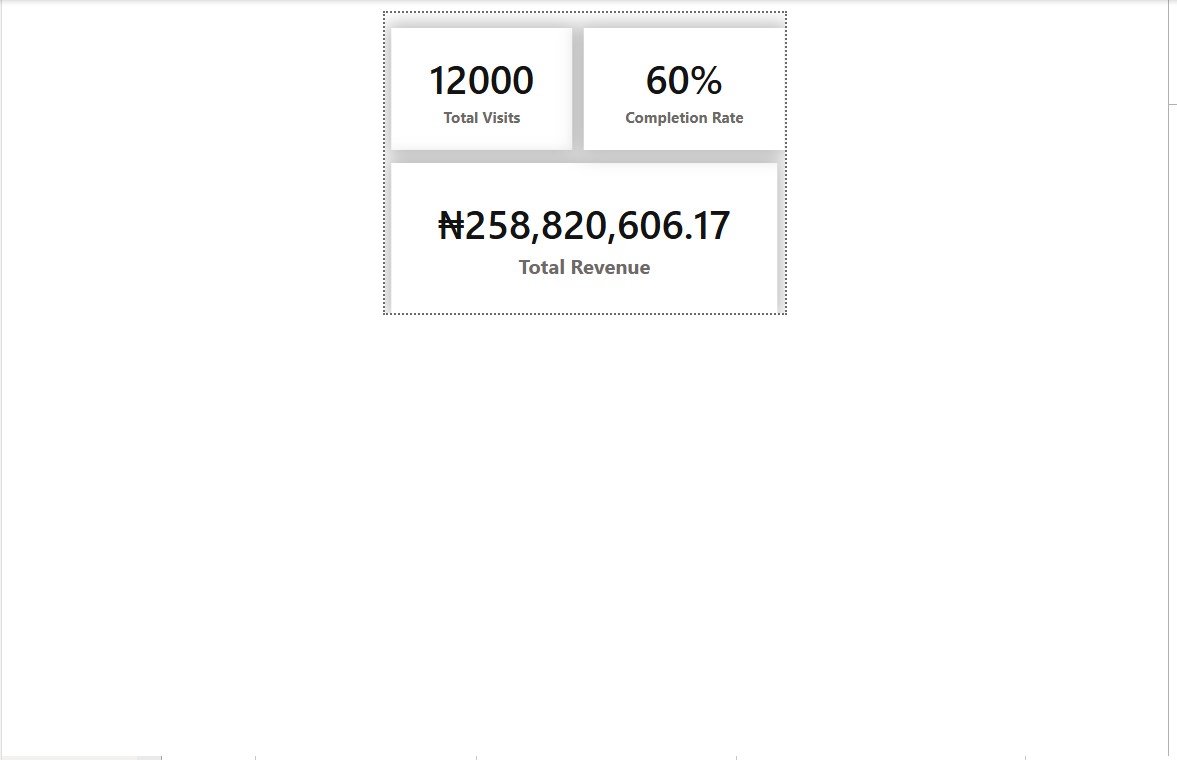 12000
Total Visits
60%
Completion Rate
₦258,820,606.17
Total Revenue